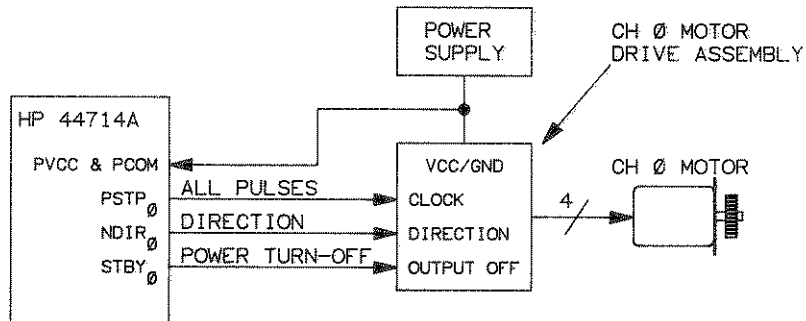 POWER
SUPPLY
CH Ø MOTOR
DRIVE ASSEMBLY
HP 44714A
PVCC & PCOM
PSTPØ
NDIRØ
STBYØ
ALL PULSES
DIRECTION
POWER TURN-OFF
VCC/GND
CLOCK
DIRECTION
OUTPUT OFF
4
CH Ø MOTOR